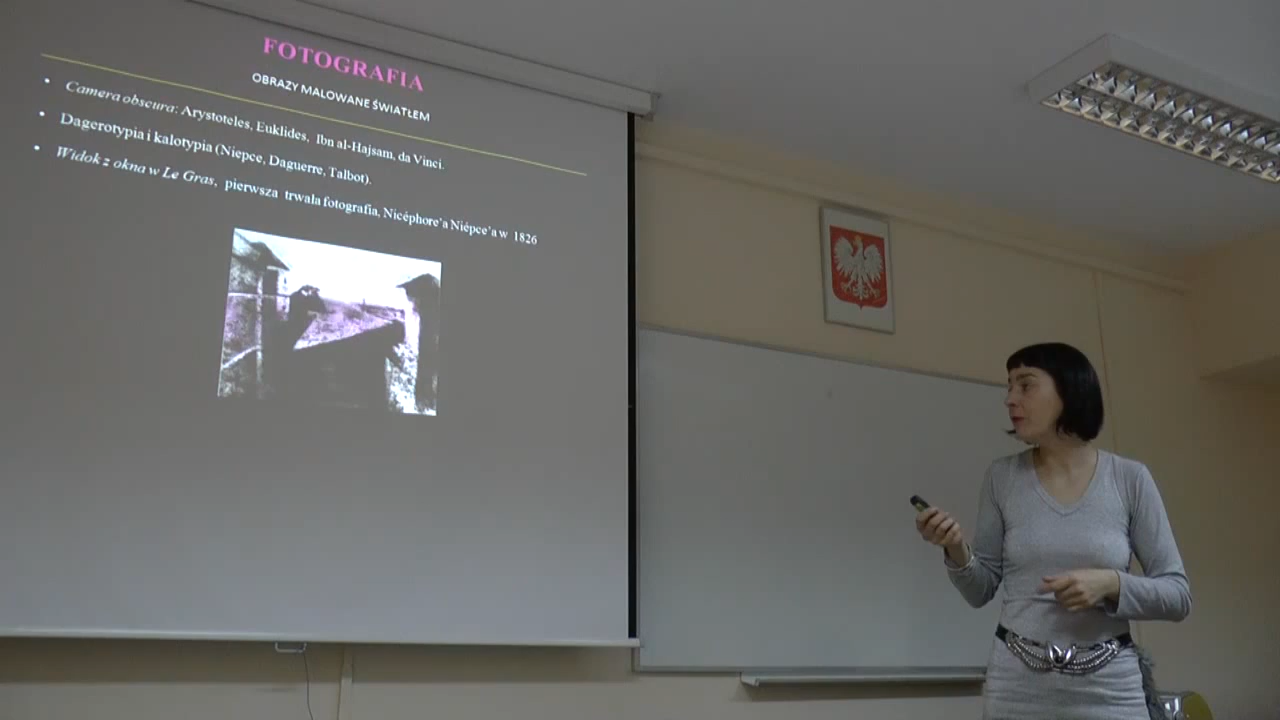 FOTOGRAFIA
OBRAZY MALOWANE ŚWIATŁEM
• Camera obscura: Arystoteles, Euklides, Ibn al-Hajsam, da Vinci.
• Dagerotypia i kalotypia (Niepce, Daguerre, Talbot).
• Widok z okna w Le Gras, pierwsza trwała fotografia, Nicéphore'a Niépce'a w 1826